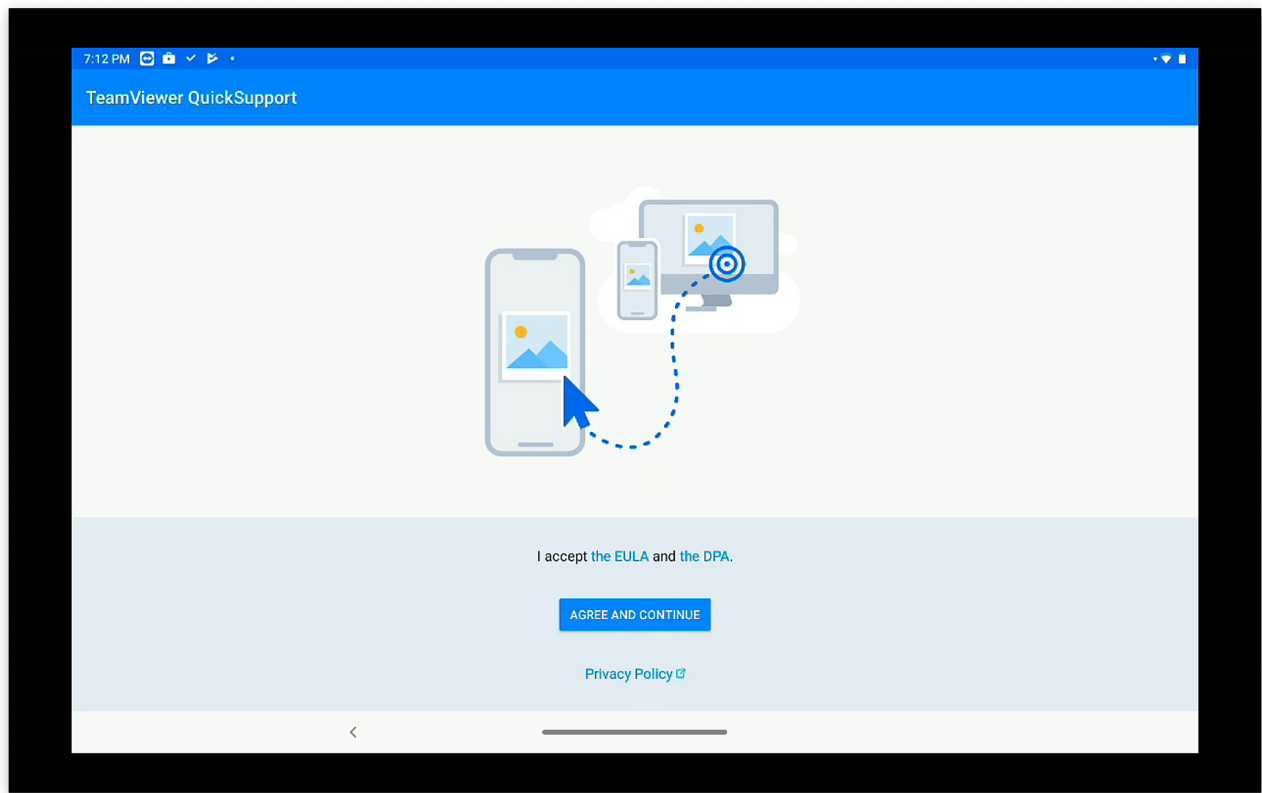 7:12 PM
TeamViewer QuickSupport
I accept the EULA and the DPA.
AGREE AND CONTINUE
Privacy Policy